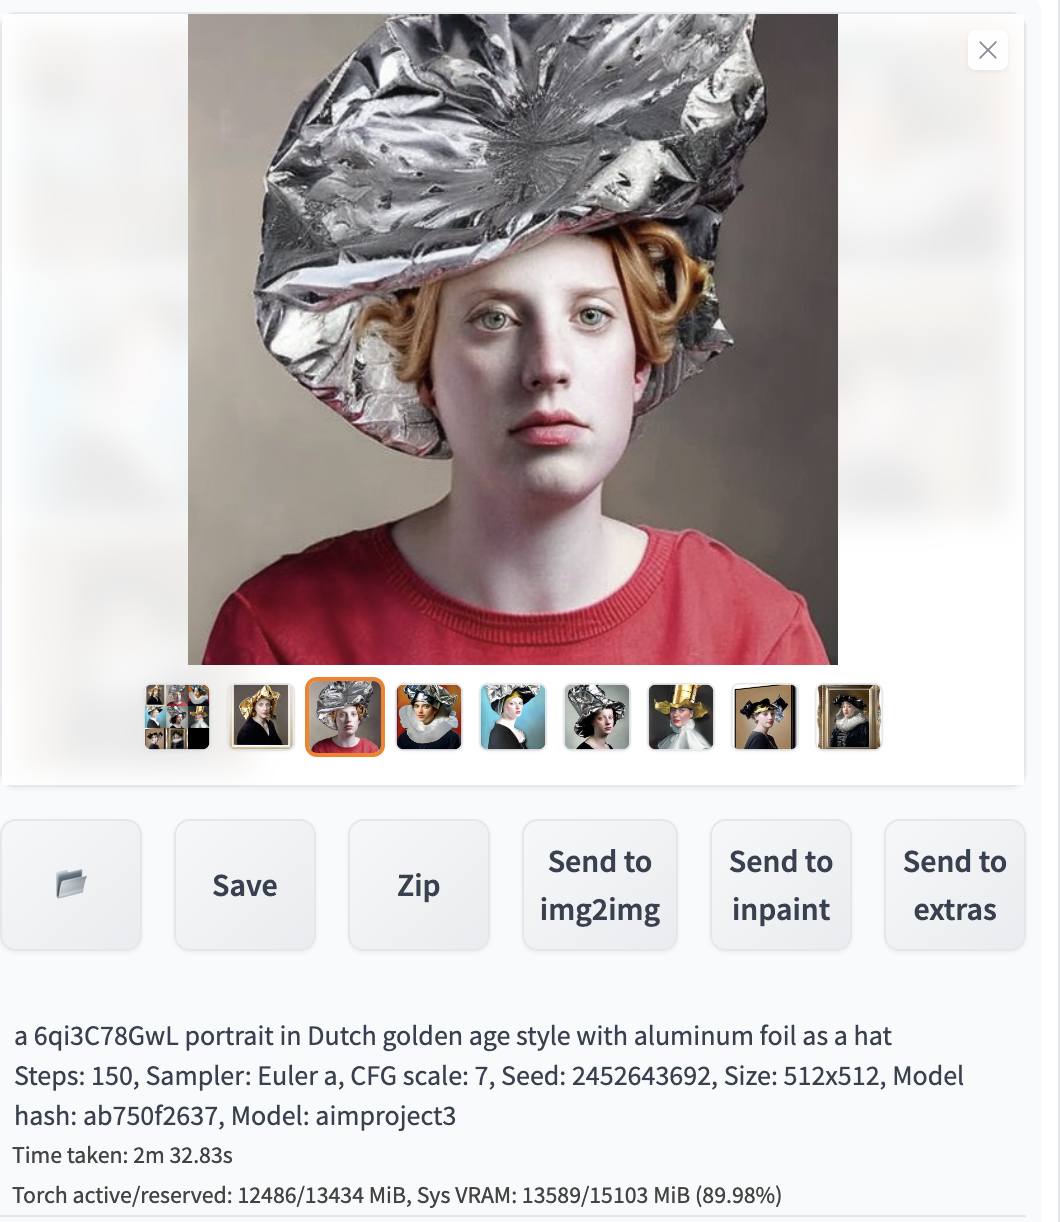 Save
Zip
Send to
img2img
Send to
inpaint
Send to
extras
a 6qi3C78GwL portrait in Dutch golden age style with aluminum foil as a hat
Steps: 150, Sampler: Euler a, CFG scale: 7, Seed: 2452643692, Size: 512x512, Model
hash: ab750f2637, Model: aimproject3
Time taken: 2m 32.83s
Torch active/reserved: 12486/13434 MiB, Sys VRAM: 13589/15103 MiB (89.98%)